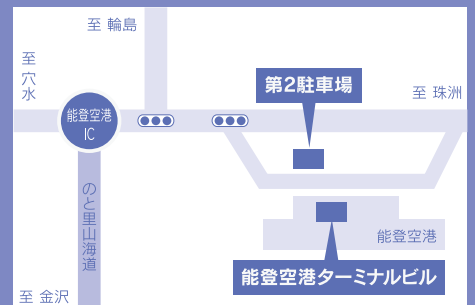 至 輪島
至 穴水
第2駐車場
至 珠洲
能登空港
IC
のと里山海道
能登空港
能登空港ターミナルビル
至 金沢